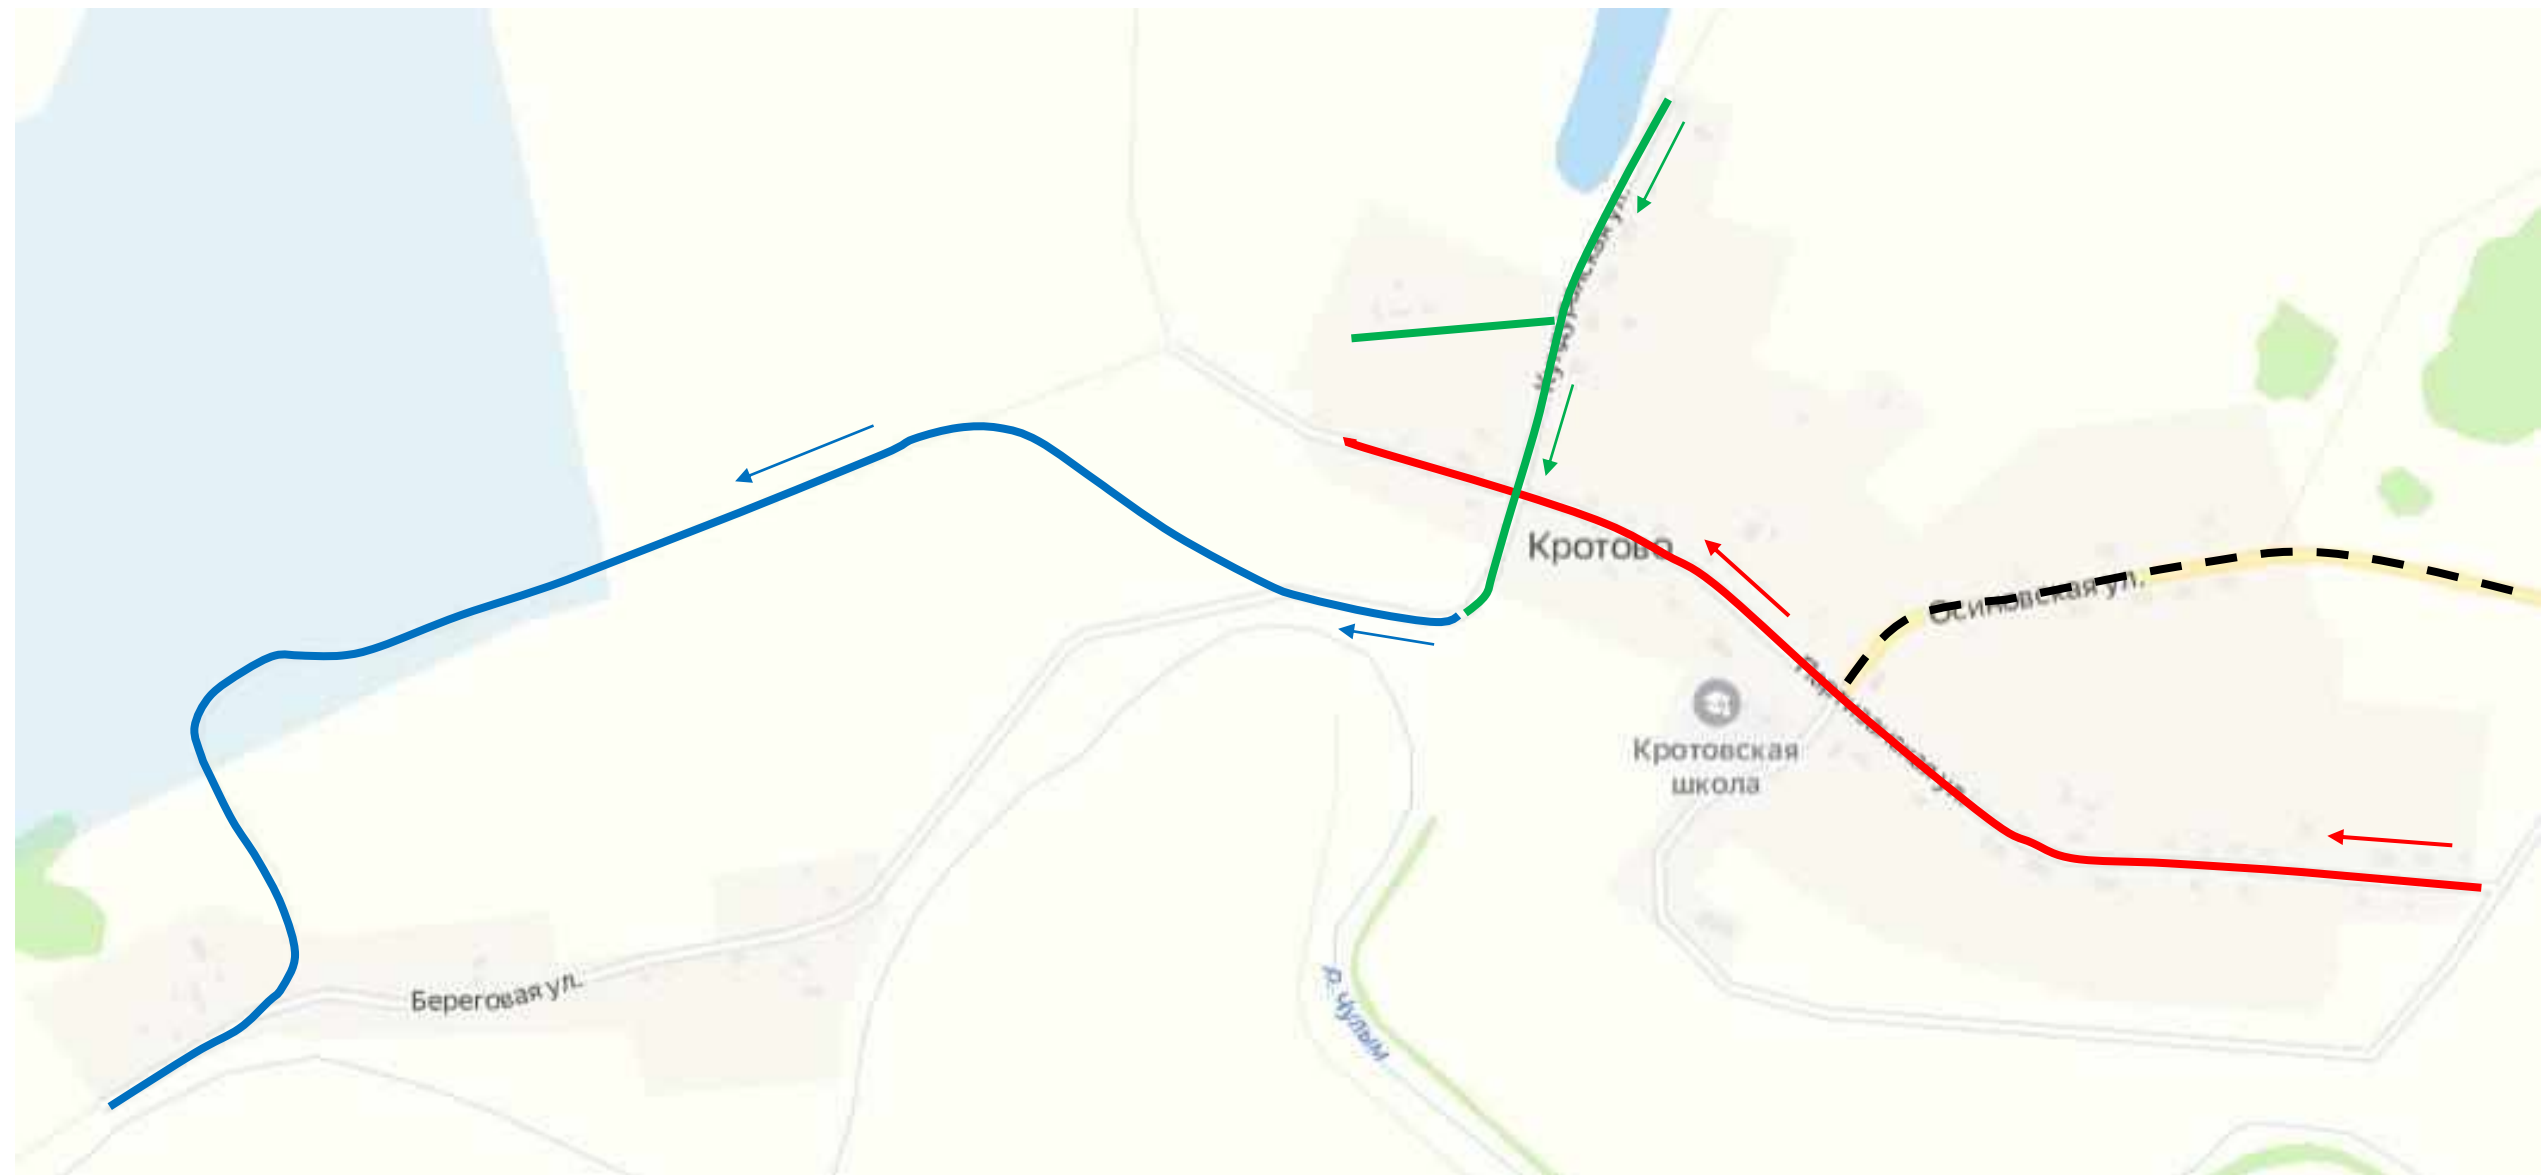 Кротово
Осиновская ул.
Кротовская
школа
Береговая ул.
р. Чулым